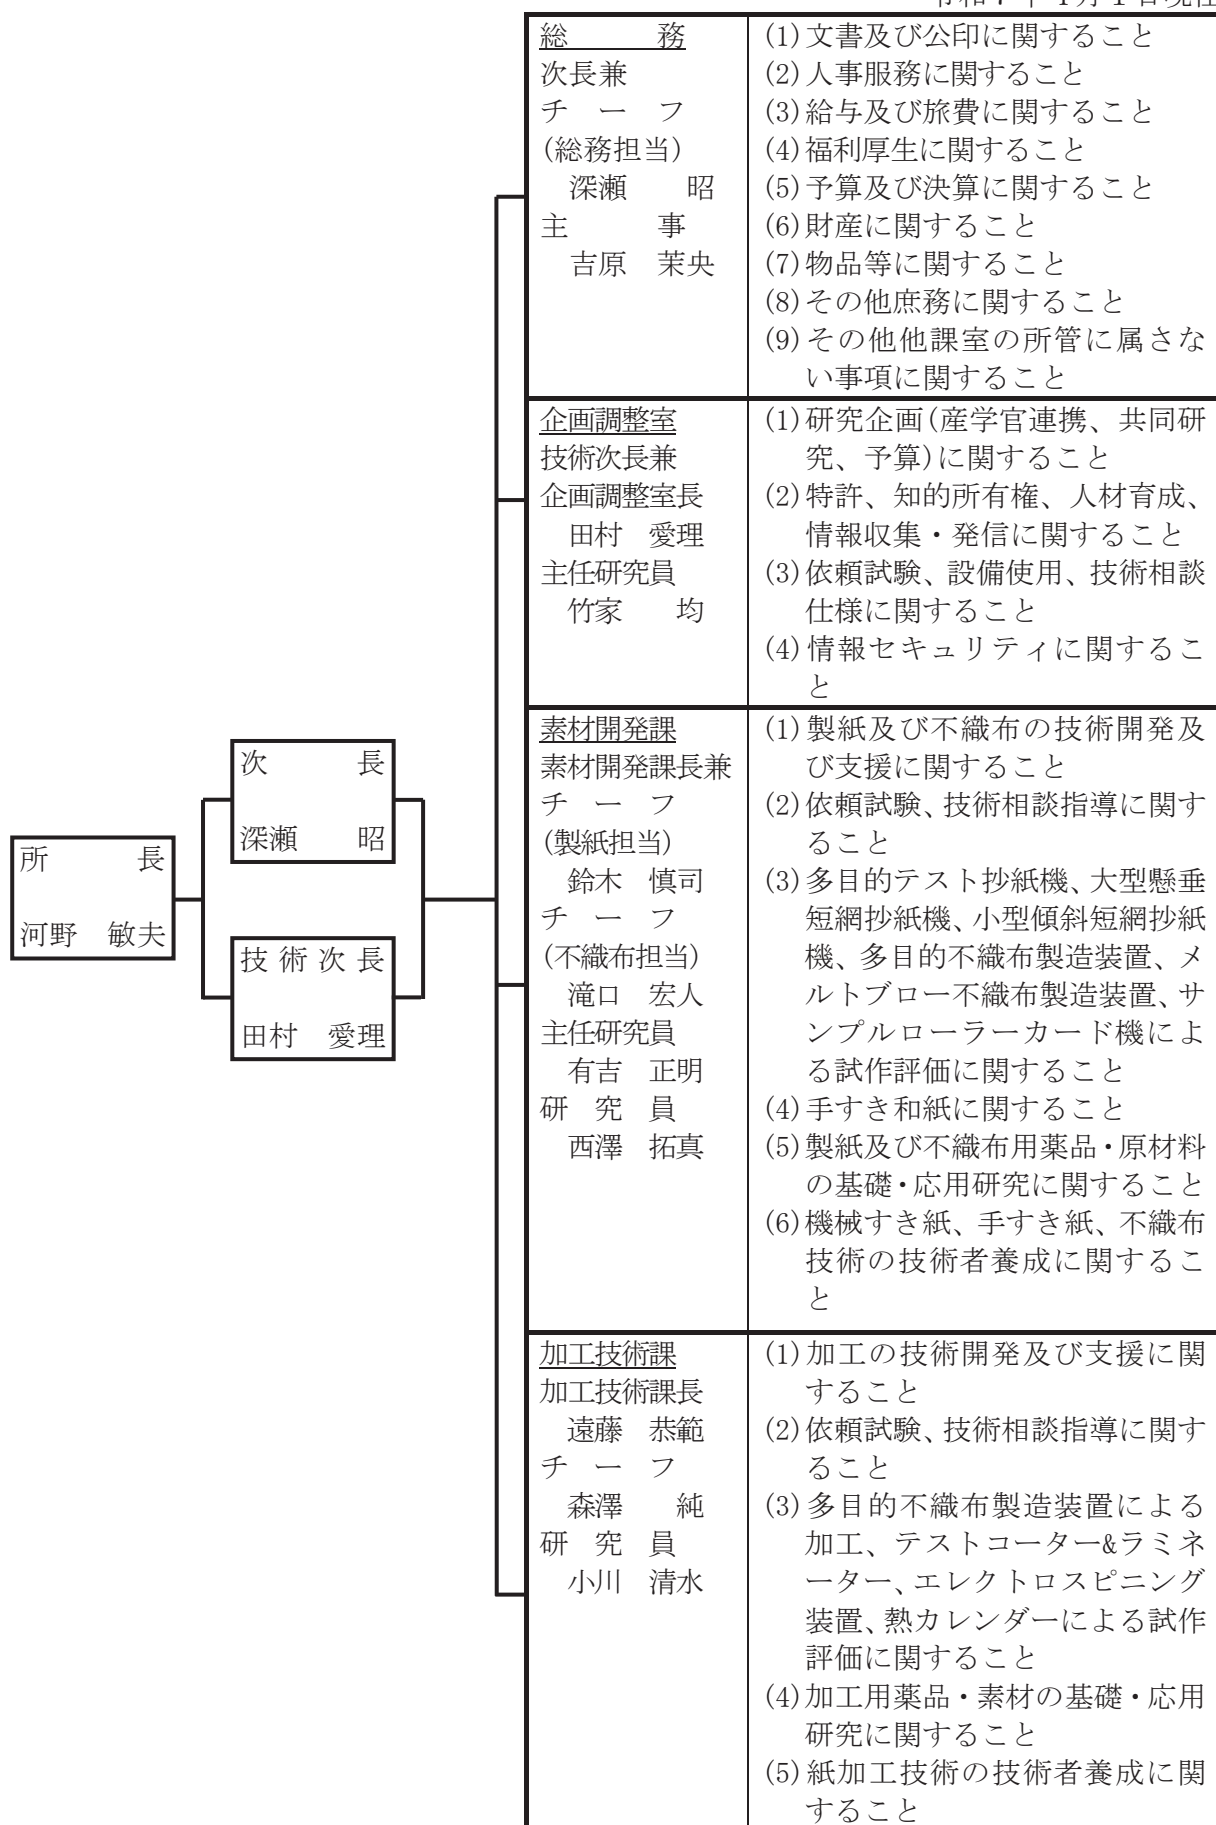 所 長
河野 敏夫
次 長
深瀬 昭
技術次長
田村 愛理
総 務
次長兼
チ ー フ
(総務担当)
深瀬 昭
主 事
吉原 茉央
(1)文書及び公印に関すること
(2)人事服務に関すること
(3)給与及び旅費に関すること
(4)福利厚生に関すること
(5)予算及び決算に関すること
(6)財産に関すること
(7)物品等に関すること
(8)その他庶務に関すること
(9)その他他課室の所管に属さな
い事項に関すること
企画調整室
技術次長兼
企画調整室長
田村 愛理
主任研究員
竹家 均
(1)研究企画(産学官連携、共同研
究、予算)に関すること
(2)特許、知的所有権、人材育成、
情報収集・発信に関すること
(3)依頼試験、設備使用、技術相談
仕様に関すること
(4)情報セキュリティに関するこ
と
素材開発課
素材開発課長兼
チ ー フ
(製紙担当)
鈴木 慎司
チ ー フ
(不織布担当)
滝口 宏人
主任研究員
有吉 正明
研 究 員
西澤 拓真
(1)製紙及び不織布の技術開発及
び支援に関すること
(2)依頼試験、技術相談指導に関す
ること
(3)多目的テスト抄紙機、大型懸垂
短網抄紙機、小型傾斜短網抄紙
機、多目的不織布製造装置、メ
ルトブロー不織布製造装置、サ
ンプルローラーカード機によ
る試作評価に関すること
(4)手すき和紙に関すること
(5)製紙及び不織布用薬品・原材料
の基礎・応用研究に関すること
(6)機械すき紙、手すき紙、不織布
技術の技術者養成に関するこ
と
加工技術課
加工技術課長
遠藤 恭範
チ ー フ
森澤 純
研 究 員
小川 清水
(1)加工の技術開発及び支援に関
すること
(2)依頼試験、技術相談指導に関す
ること
(3)多目的不織布製造装置による
加工、テストコーター&ラミネ
ーター、エレクトロスピニング
装置、熱カレンダーによる試作
評価に関すること
(4)加工用薬品・素材の基礎・応用
研究に関すること
(5)紙加工技術の技術者養成に関
すること